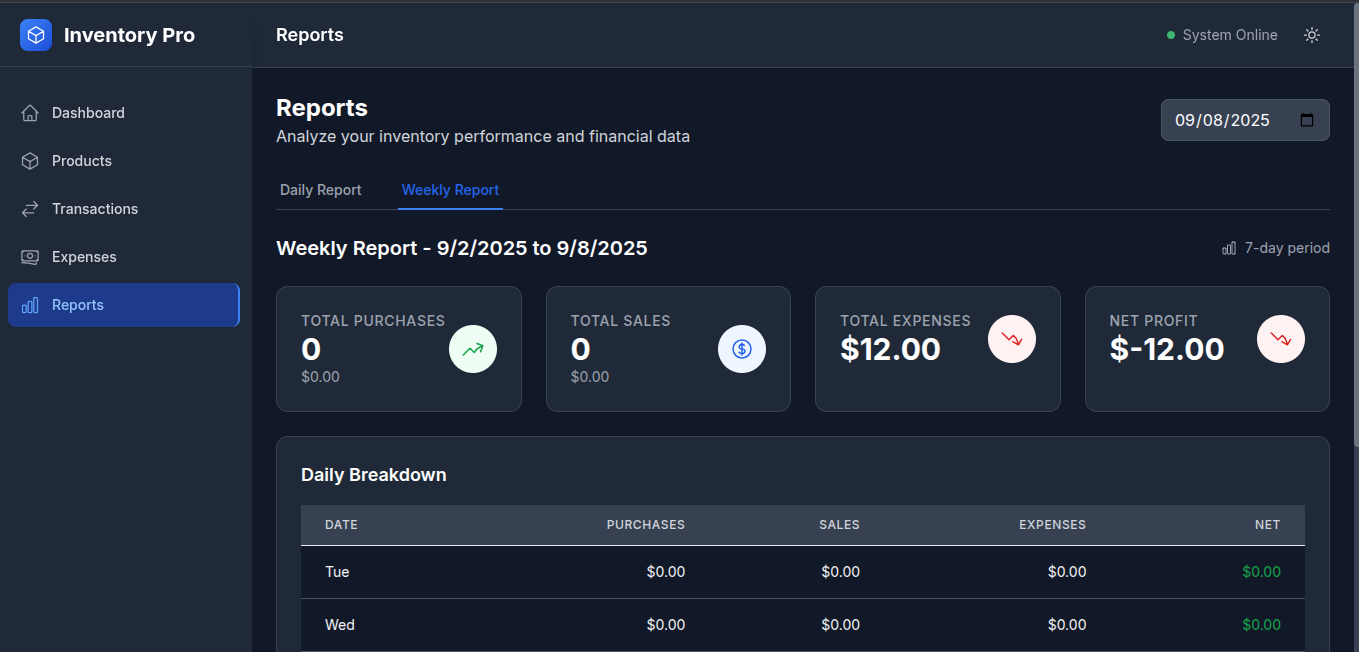 Inventory Pro
Reports
System Online
Dashboard
Products
Transactions
Expenses
Reports
Reports
Analyze your inventory performance and financial data
09/08/2025
Daily Report
Weekly Report
Weekly Report - 9/2/2025 to 9/8/2025
7-day period
TOTAL PURCHASES
0
$0.00
TOTAL SALES
0
$0.00
$
TOTAL EXPENSES
$12.00
NET PROFIT
$-12.00
Daily Breakdown
DATE PURCHASES SALES EXPENSES NET
Tue $0.00 $0.00 $0.00 $0.00
Wed $0.00 $0.00 $0.00 $0.00